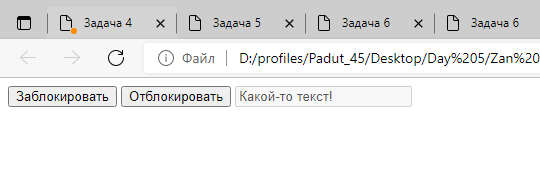 Задача 4
Задача 5
Задача 6
Задача 6
Файл
D:/profiles/Padut_45/Desktop/Day%205/Zan%20
Заблокировать
Отблокировать
Какой-то текст!